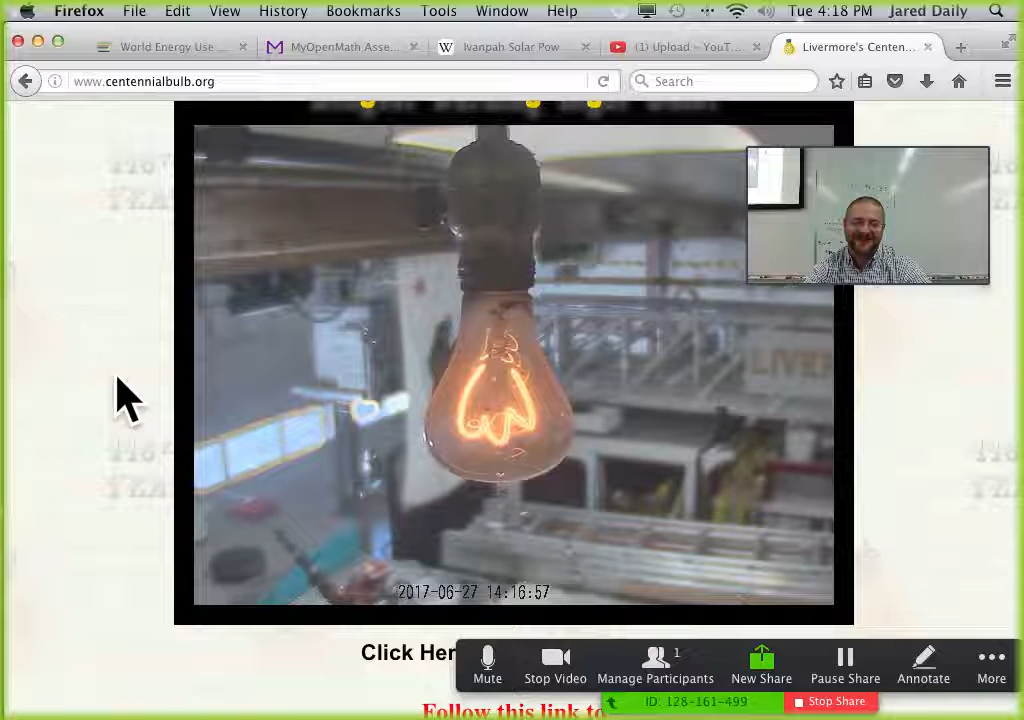 Firefox File Edit View History Bookmarks Tools Window Help Tue 4:18 PM Jared Daily
World Energy Use
MyOpenMath Asse...
Ivanpah Solar Pow
(1) Upload – YouT...
Livermore's Centen...
www.centennialbulb.org
Search
LIVER
2017-06-27 14:16:57
Click Her
Mute Stop Video Manage Participants 1 New Share Pause Share Annotate More
ID: 128-161-499 Stop Share
Follow this link to